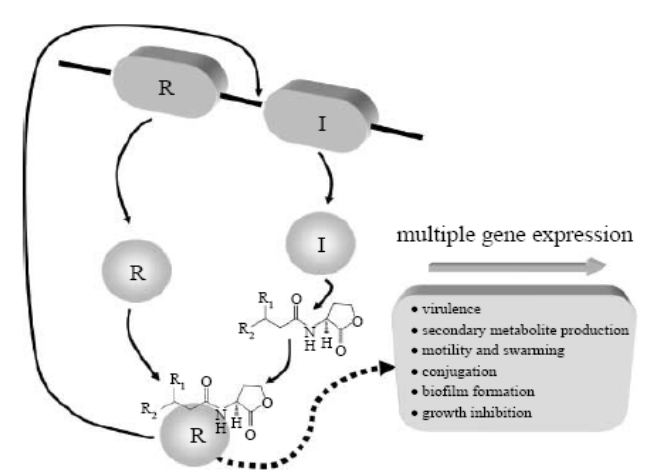 R
I
R
I
multiple gene expression
R1
R2
O
O
N
H
H
O
• virulence
• secondary metabolite production
• motility and swarming
• conjugation
• biofilm formation
• growth inhibition
R1
R2
O
O
N
H
H
O
R